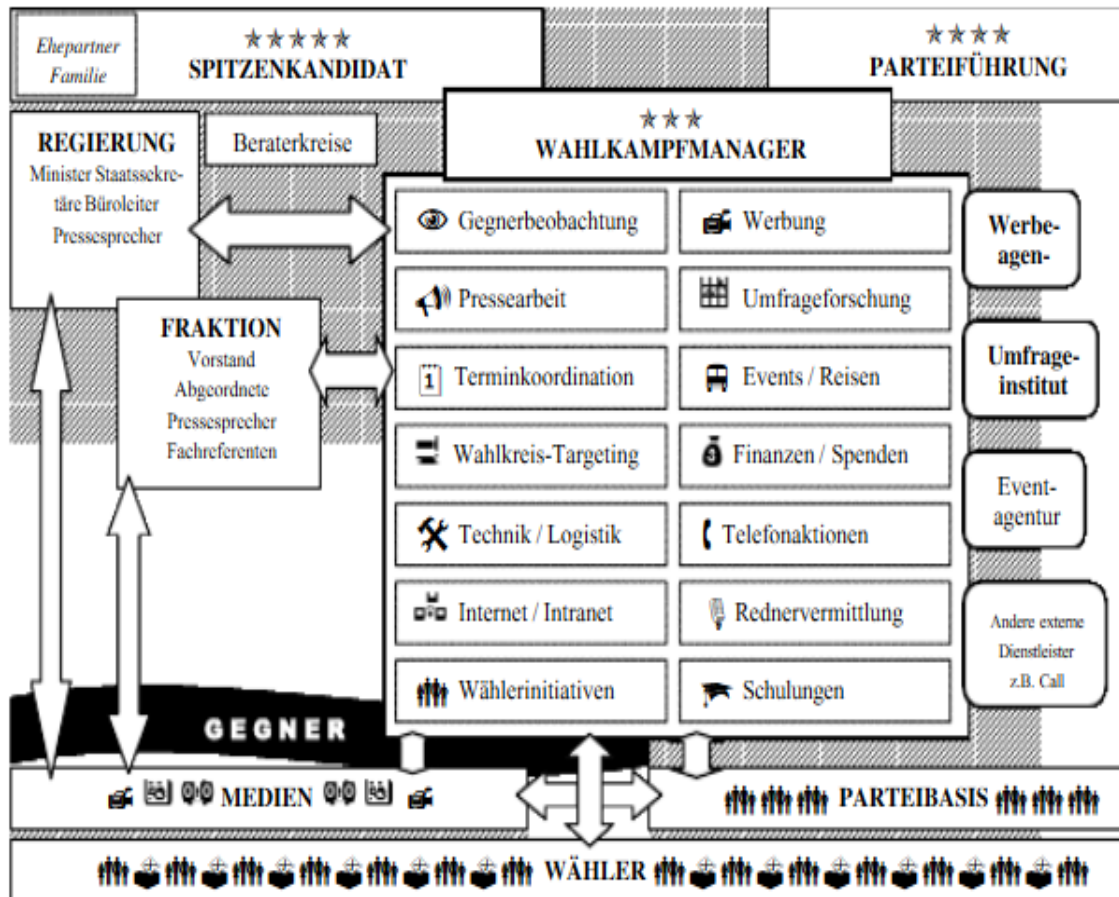 Ehepartner
Familie
★★★★★
SPITZENKANDIDAT
★★★★
PARTEIFÜHRUNG
★★★
WAHLKAMPFMANAGER
REGIERUNG
Minister Staatssekre-
täre Büroleiter
Pressesprecher
Beraterkreise
FRAKTION
Vorstand
Abgeordnete
Pressesprecher
Fachreferenten
Gegnerbeobachtung
Werbung
Pressearbeit
Umfrageforschung
1 Terminkoordination
Events / Reisen
Wahlkreis-Targeting
Finanzen / Spenden
Technik / Logistik
Telefonaktionen
Internet / Intranet
Rednervermittlung
Wählerinitiativen
Schulungen
Werbe-
agen-
Umfrage-
institut
Event-
agentur
Andere externe
Dienstleister
z.B. Call
GEGNER
MEDIEN
PARTEIBASIS
WÄHLER